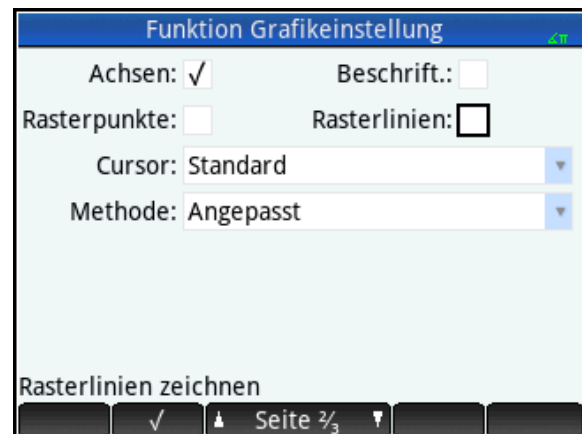 Funktion Grafikeinstellung ∡π
Achsen: √ Beschrift.:
Rasterpunkte: Rasterlinien:
Cursor: Standard
Methode: Angepasst
Rasterlinien zeichnen
√ Seite 2/3